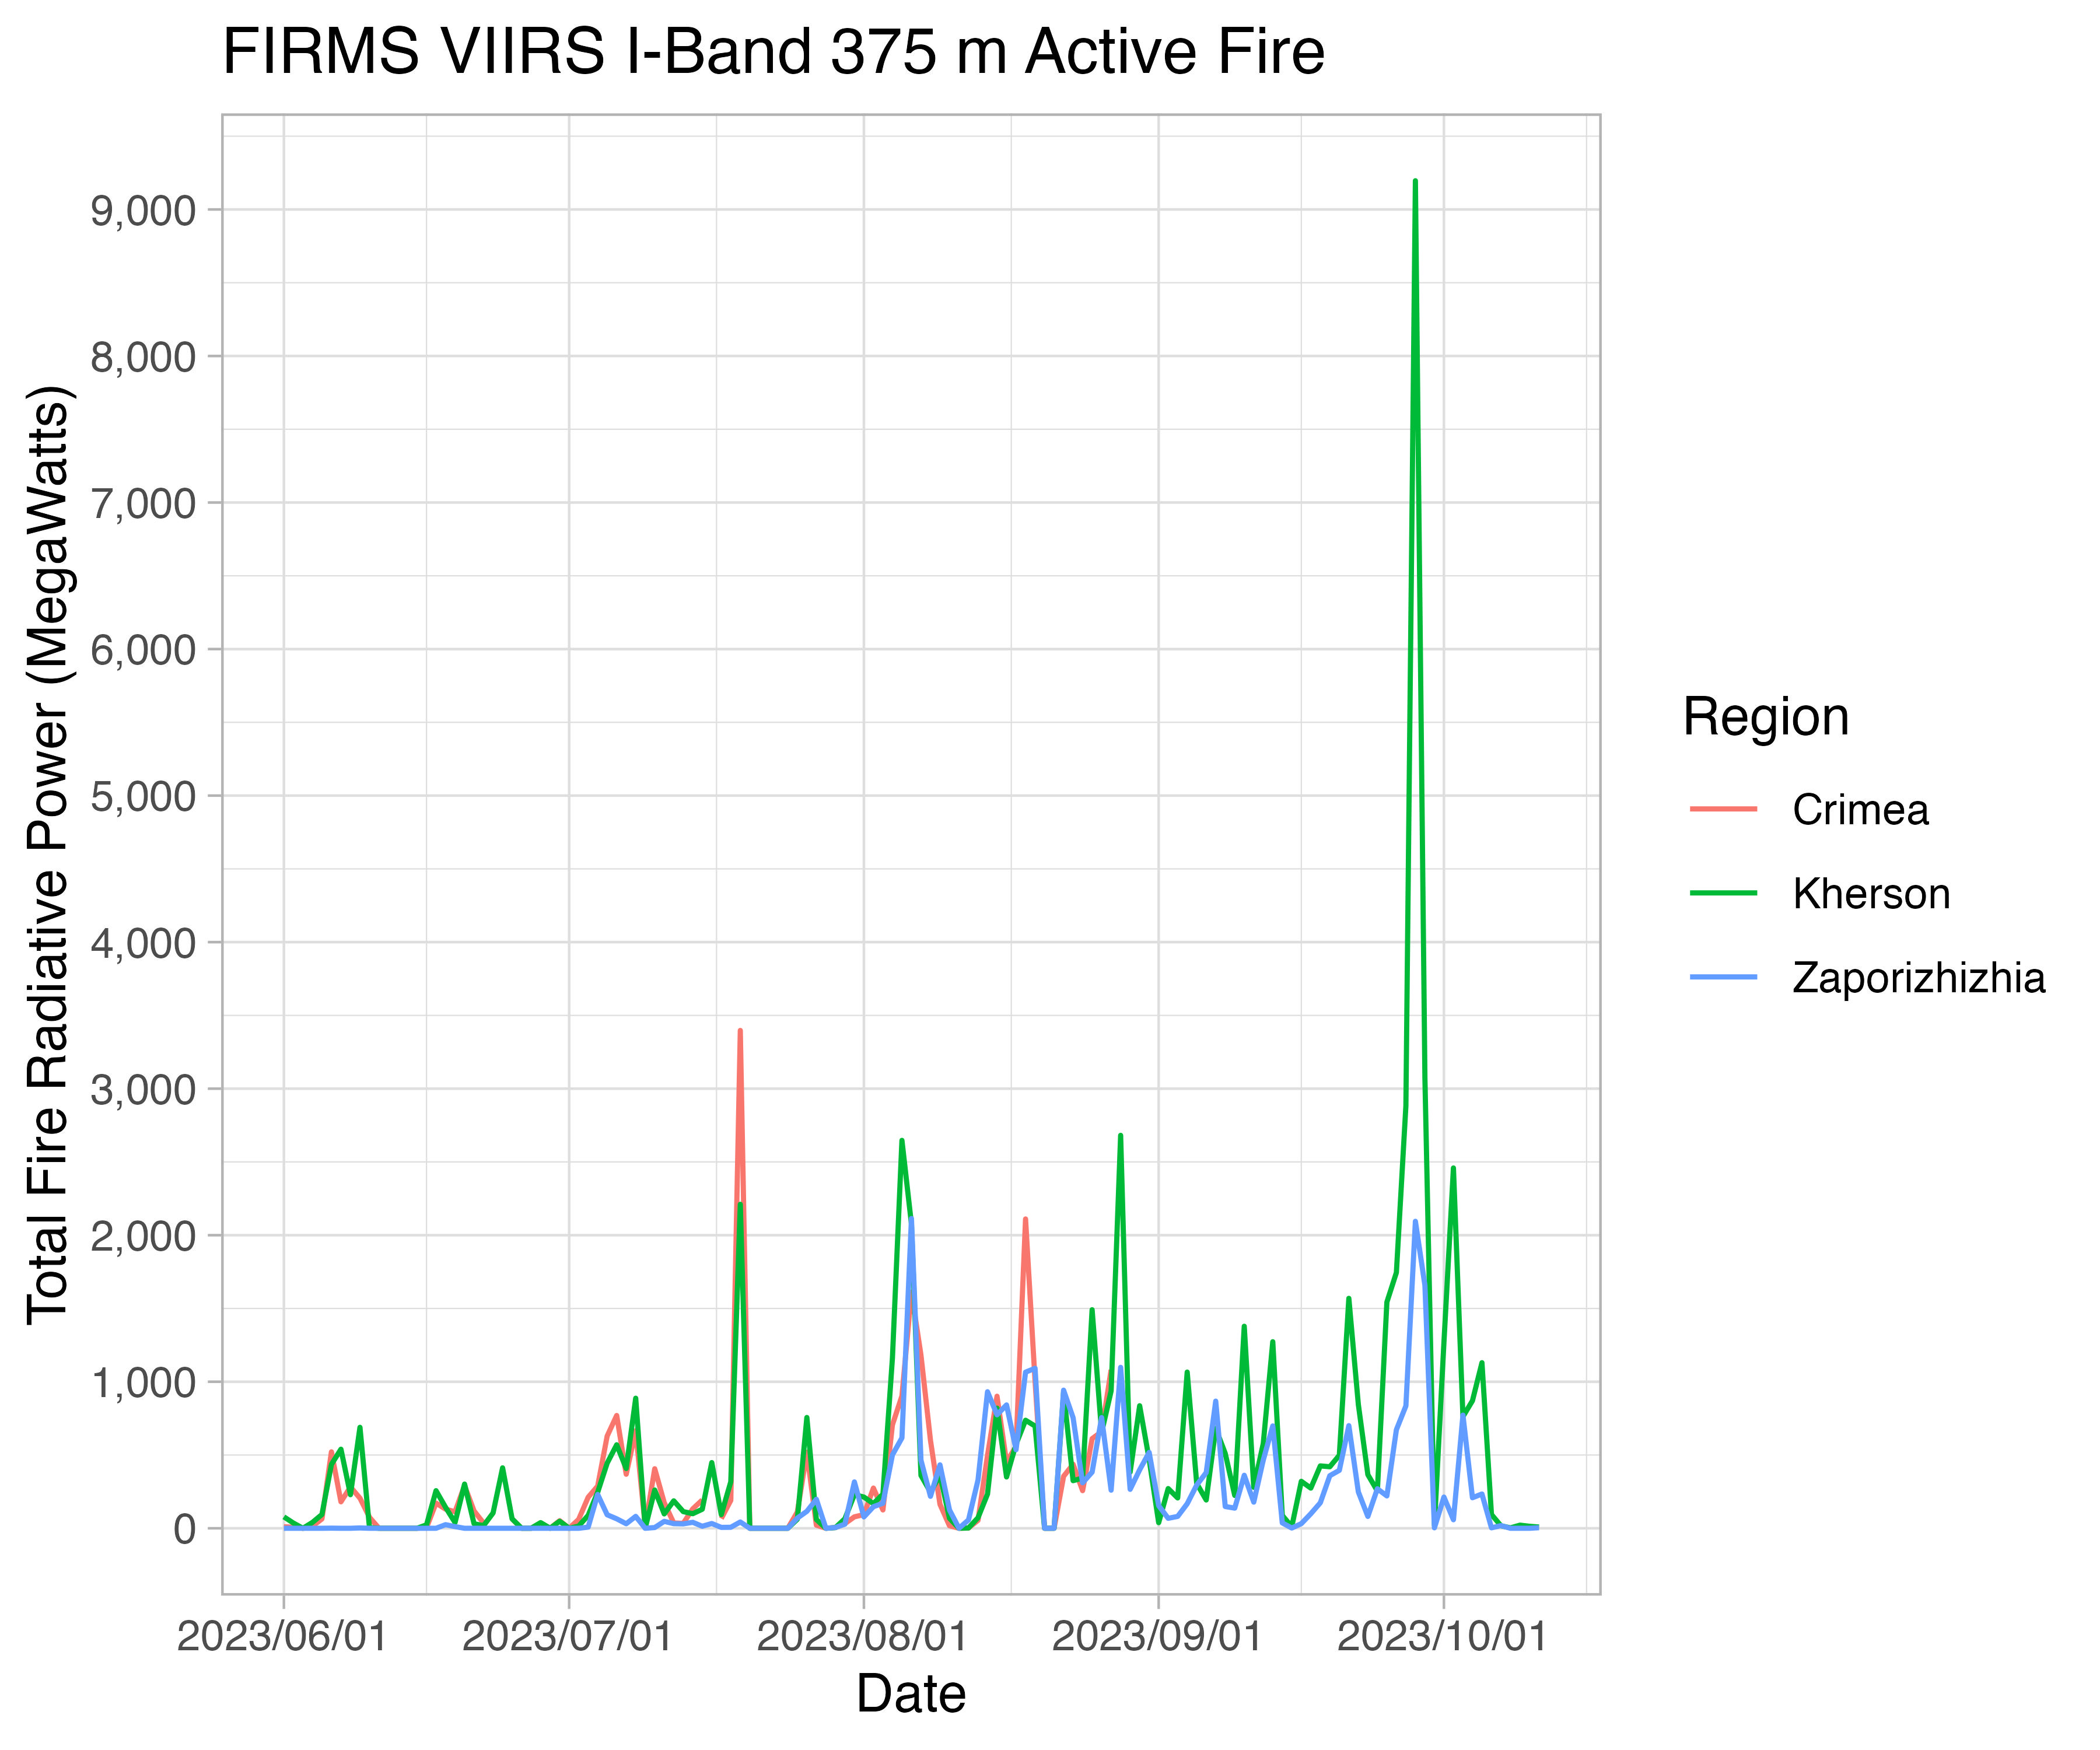 FIRMS VIIRS I-Band 375 m Active Fire
Total Fire Radiative Power (MegaWatts)
9,000
8,000
7,000
6,000
5,000
4,000
3,000
2,000
1,000
0
2023/06/01
2023/07/01
2023/08/01
2023/09/01
2023/10/01
Date
Region
Crimea
Kherson
Zaporizhizhia